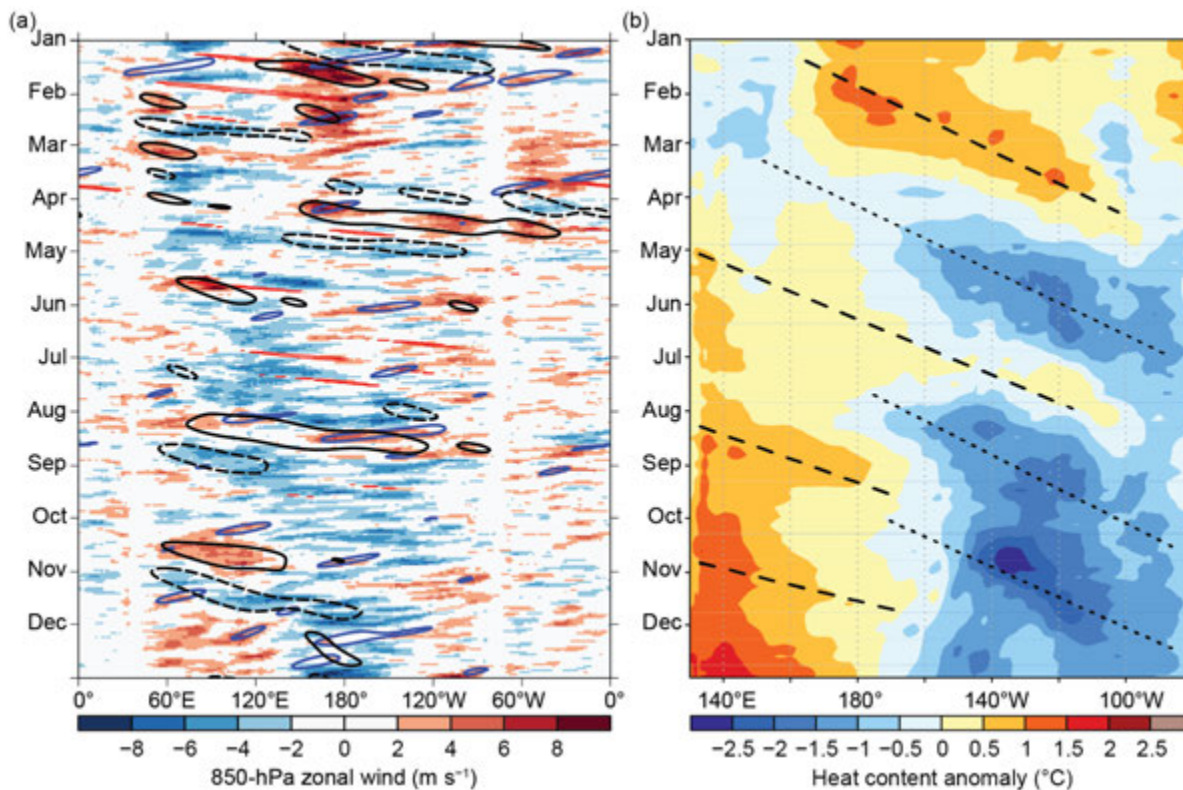 (a)
Jan
Feb
Mar
Apr
May
Jun
Jul
Aug
Sep
Oct
Nov
Dec
0° 60°E 120°E 180° 120°W 60°W 0°
−8 −6 −4 −2 0 2 4 6 8
850-hPa zonal wind (m s⁻¹)
(b)
Jan
Feb
Mar
Apr
May
Jun
Jul
Aug
Sep
Oct
Nov
Dec
140°E 180° 140°W 100°W
−2.5 −2 −1.5 −1 −0.5 0 0.5 1 1.5 2 2.5
Heat content anomaly (°C)